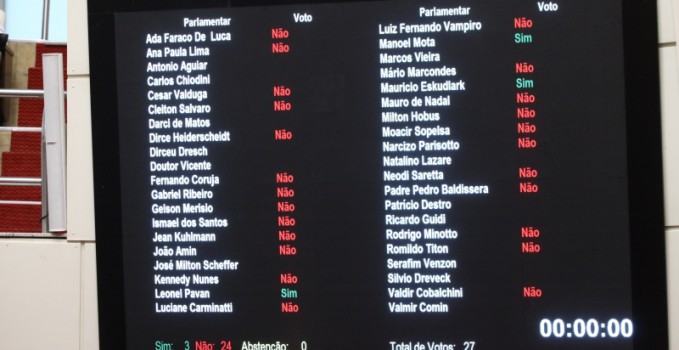 Parlamentar Voto
Ada Faraco De Luca Não
Ana Paula Lima Não
Antonio Aguiar
Carlos Chiodini
Cesar Valduga Não
Cleiton Salvaro Não
Darci de Matos
Dirce Heiderscheidt Não
Dirceu Dresch
Doutor Vicente
Fernando Coruja Não
Gabriel Ribeiro Não
Gelson Merisio Não
Ismael dos Santos Não
Jean Kuhlmann Não
João Amin Não
José Milton Scheffer
Kennedy Nunes Não
Leonel Pavan Sim
Luciane Carminatti Não
Parlamentar Voto
Luiz Fernando Vampiro Não
Manoel Mota Sim
Marcos Vieira
Mário Marcondes Não
Mauricio Eskudlark Sim
Mauro de Nadal Não
Milton Hobus Não
Moacir Sopelsa Não
Narcizo Parisotto Não
Natalino Lazare
Neodi Saretta Não
Padre Pedro Baldissera Não
Patrício Destro
Ricardo Guidi
Rodrigo Minotto Não
Romildo Titon Não
Serafim Venzon
Silvio Dreveck
Valdir Cobalchini Não
Valmir Comin
00:00:00
Sim: 3 Não: 24 Abstenção: 0 Total de Votos: 27